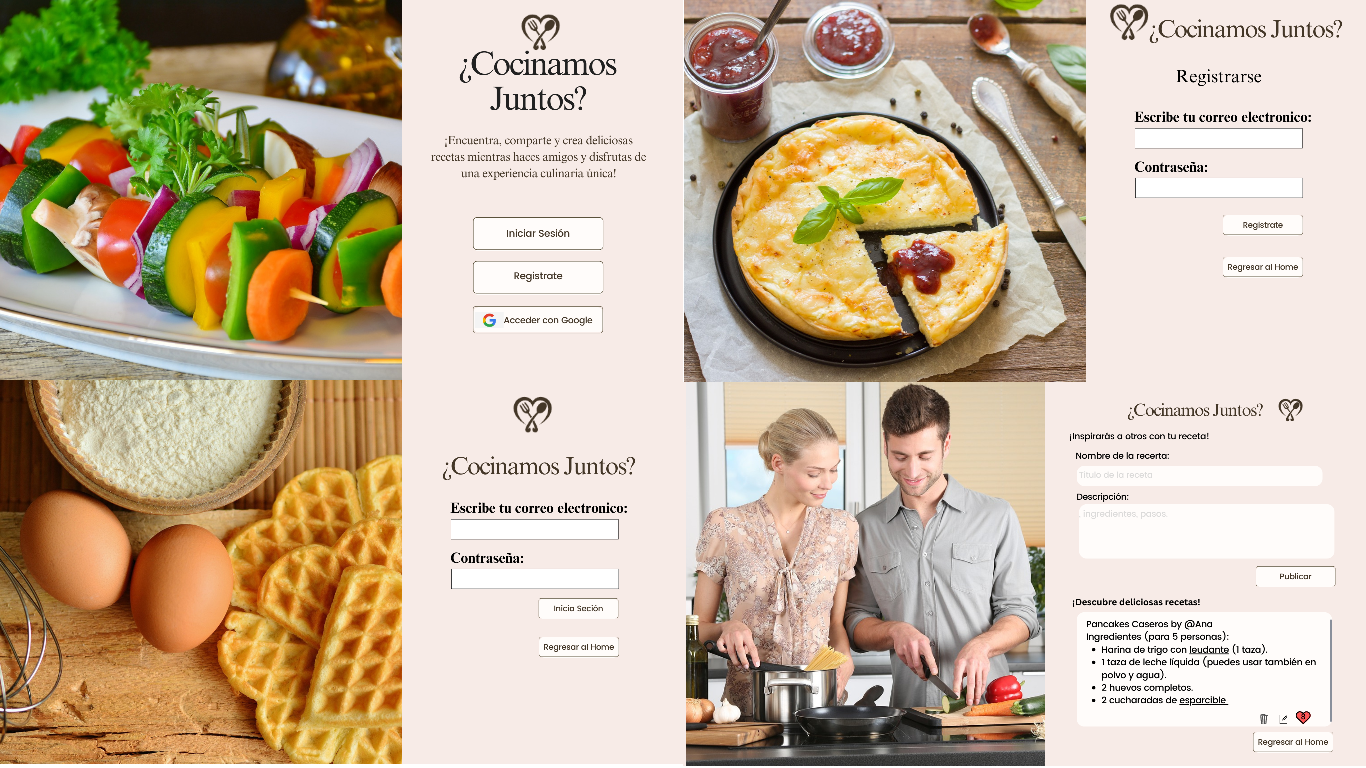 ¿Cocinamos
Juntos?
¡Encuentra, comparte y crea deliciosas
recetas mientras haces amigos y disfrutas de
una experiencia culinaria única!
Iniciar Sesión
Registrate
Acceder con Google
¿Cocinamos Juntos?
Registrarse
Escribe tu correo electronico:
Contraseña:
Registrate
Regresar al Home
¿Cocinamos Juntos?
Escribe tu correo electronico:
Contraseña:
Inicia Seción
Regresar al Home
¿Cocinamos Juntos?
¡Inspirarás a otros con tu receta!
Nombre de la recerta:
Título de la receta
Descripción:
ingredientes, pasos.
Publicar
¡Descubre deliciosas recetas!
Pancakes Caseros by @Ana
Ingredientes (para 5 personas):
• Harina de trigo con leudante (1 taza).
• 1 taza de leche líquida (puedes usar también en
polvo y agua).
• 2 huevos completos.
• 2 cucharadas de esparcible
Regresar al Home